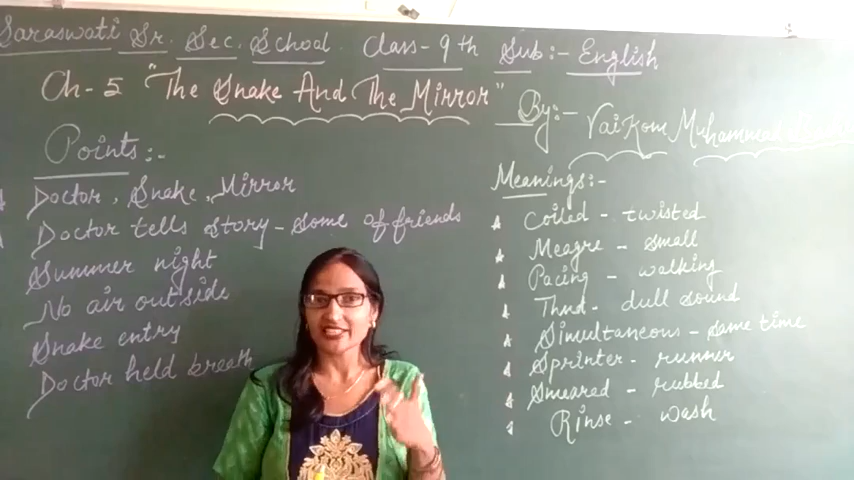 Saraswati Sr. Sec. School Class-9th Sub:- English
Ch-5 "The Snake And The Mirror"
By:- Vaikom Muhammad
Points:-
Doctor, Snake, Mirror
Doctor tells story - some of friends
Summer night
No air outside
Snake entry
Doctor held breath
Meanings:-
Coiled - twisted
Meagre - small
Pacing - walking
Thud - dull sound
Simultaneous - same time
Sprinter - runner
Smeared - rubbed
Rinse - wash